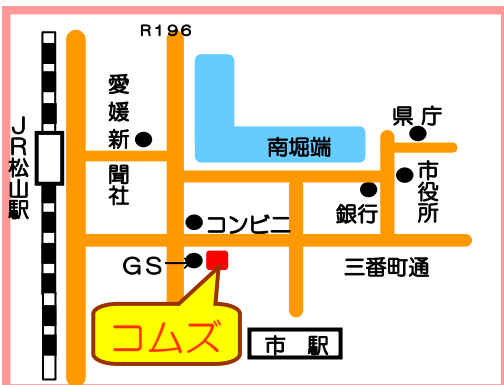 R196
愛媛新聞社
JR松山駅
南堀端
県庁
市役所
銀行
コンビニ
GS
三番町通
コムズ
市 駅